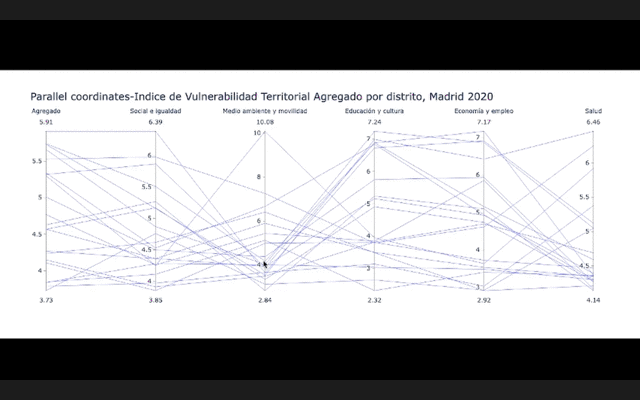 Parallel coordinates-Indice de Vulnerabilidad Territorial Agregado por distrito, Madrid 2020
Agregado Social e igualdad Medio ambiente y movilidad Educación y cultura Economía y empleo Salud
5.91 6.39 10.08 7.24 7.17 6.46
10 7 7
6 6
5.5
8 6 6
5.5 5.5
5
6 5 5
5 5
4.5
4.5 4 4
4 4.5
4 3
4 3
3.73 3.85 2.84 2.32 2.92 4.14